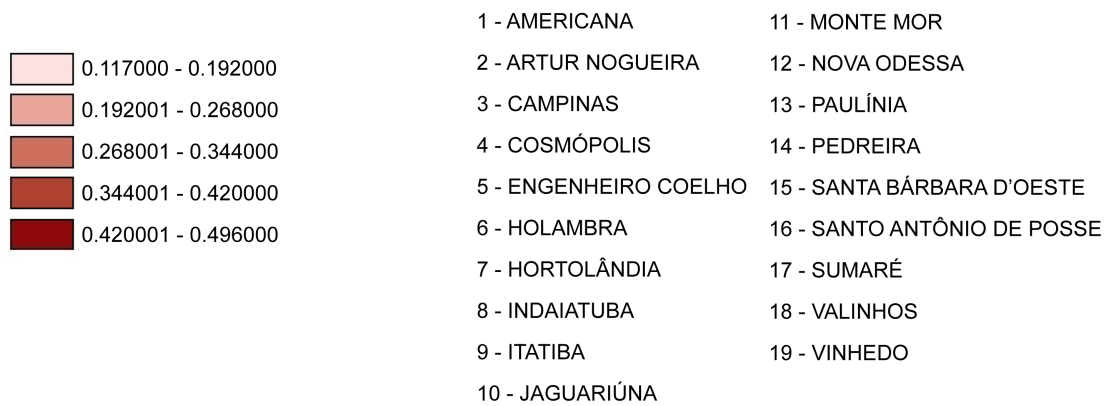 0.117000 - 0.192000
0.192001 - 0.268000
0.268001 - 0.344000
0.344001 - 0.420000
0.420001 - 0.496000
1 - AMERICANA
2 - ARTUR NOGUEIRA
3 - CAMPINAS
4 - COSMÓPOLIS
5 - ENGENHEIRO COELHO
6 - HOLAMBRA
7 - HORTOLÂNDIA
8 - INDAIATUBA
9 - ITATIBA
10 - JAGUARIÚNA
11 - MONTE MOR
12 - NOVA ODESSA
13 - PAULÍNIA
14 - PEDREIRA
15 - SANTA BÁRBARA D’OESTE
16 - SANTO ANTÔNIO DE POSSE
17 - SUMARÉ
18 - VALINHOS
19 - VINHEDO